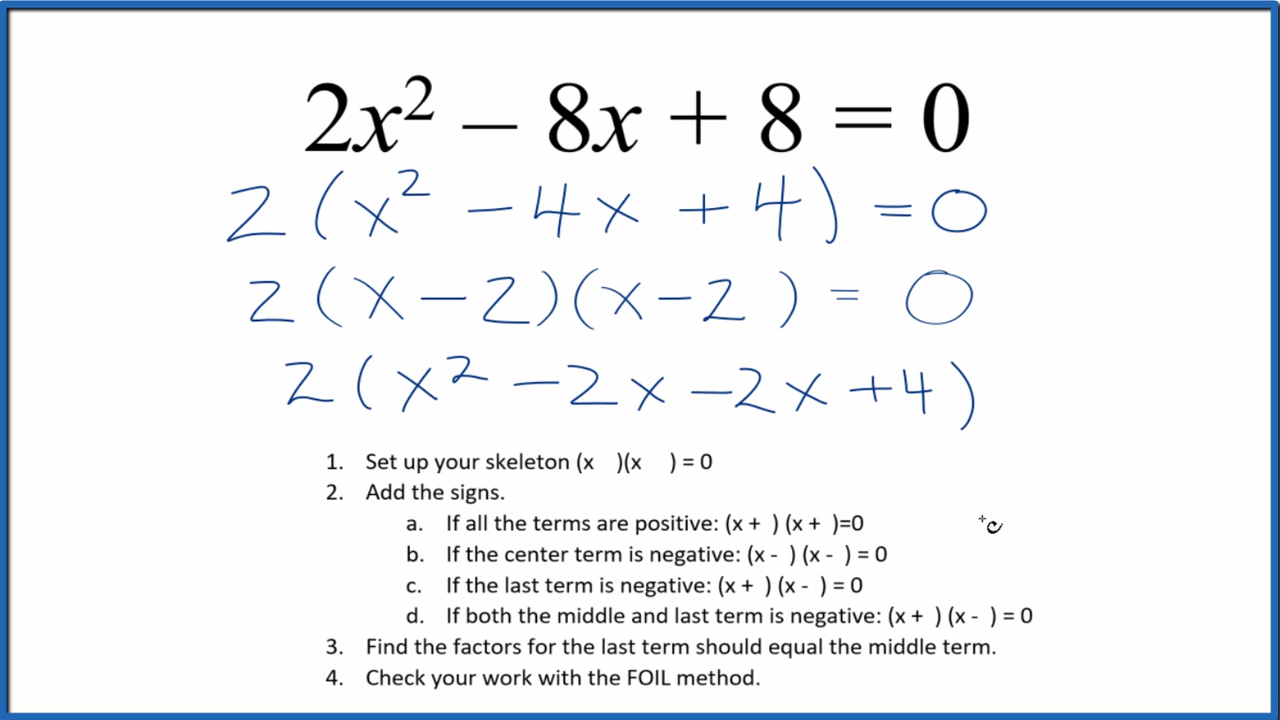 2x² – 8x + 8 = 0
2 (x² - 4x + 4) = 0
2 (x - 2)(x - 2) = 0
2 (x² - 2x - 2x + 4)
1. Set up your skeleton (x   )(x   ) = 0
2. Add the signs.
a. If all the terms are positive: (x +  ) (x +  )=0
b. If the center term is negative: (x -  ) (x -  ) = 0
c. If the last term is negative: (x +  ) (x -  ) = 0
d. If both the middle and last term is negative: (x +  ) (x -  ) = 0
3. Find the factors for the last term should equal the middle term.
4. Check your work with the FOIL method.